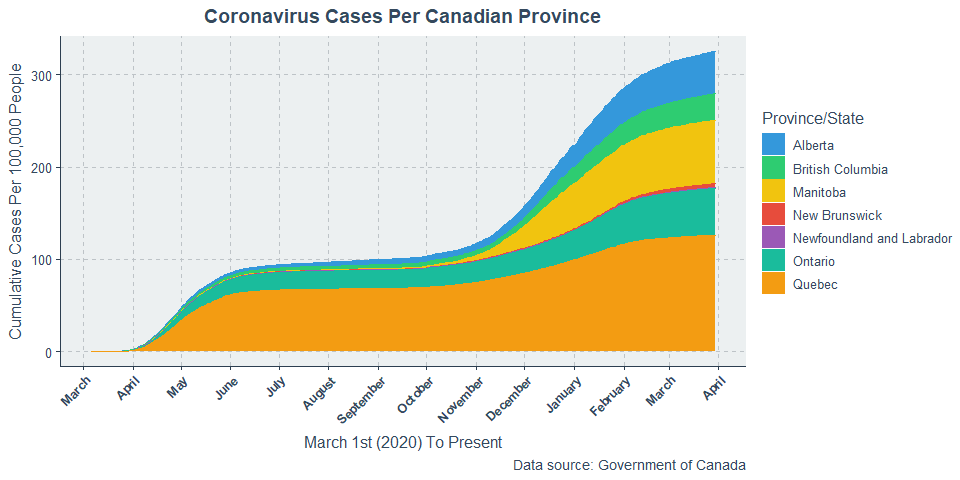 Coronavirus Cases Per Canadian Province
Cumulative Cases Per 100,000 People
300
200
100
0
March
April
May
June
July
August
September
October
November
December
January
February
March
April
March 1st (2020) To Present
Data source: Government of Canada
Province/State
Alberta
British Columbia
Manitoba
New Brunswick
Newfoundland and Labrador
Ontario
Quebec